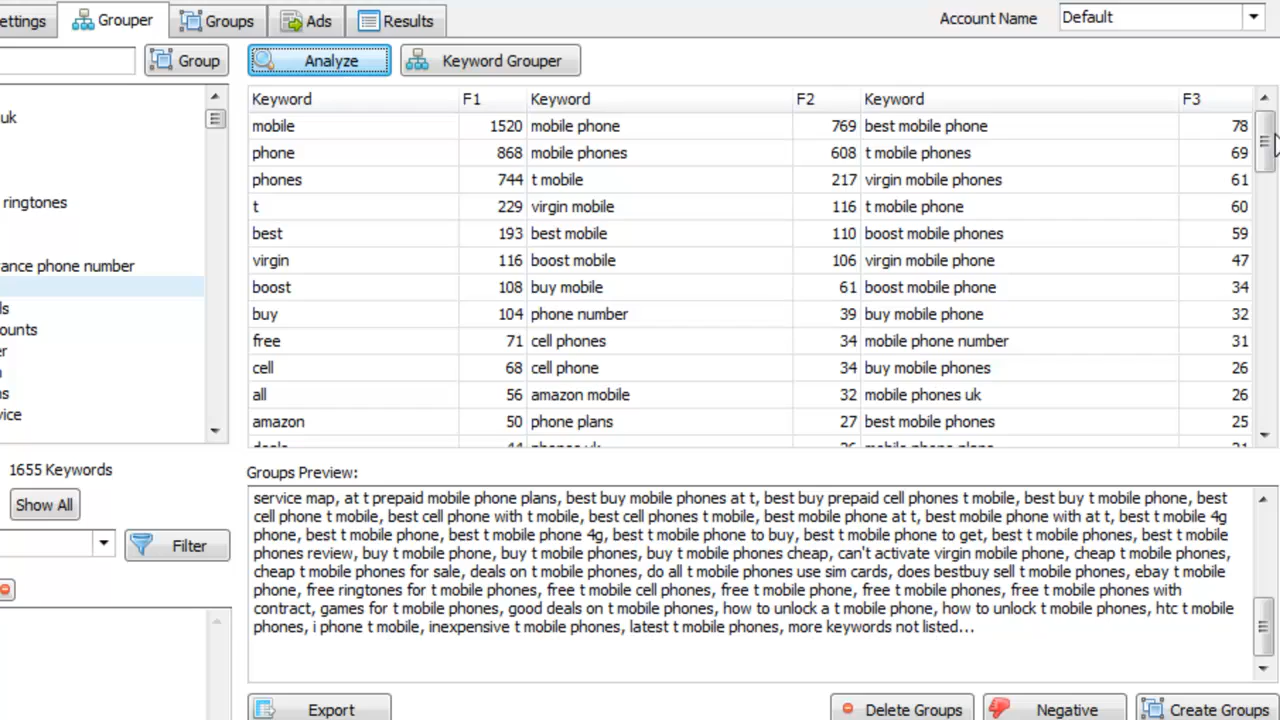 ettings Grouper Groups Ads Results Account Name Default
Group Analyze Keyword Grouper
Keyword F1 Keyword F2 Keyword F3
uk
mobile 1520 mobile phone 769 best mobile phone 78
phone 868 mobile phones 608 t mobile phones 69
phones 744 t mobile 217 virgin mobile phones 61
ringtones
t 229 virgin mobile 116 t mobile phone 60
best 193 best mobile 110 boost mobile phones 59
ance phone number
virgin 116 boost mobile 106 virgin mobile phone 47
boost 108 buy mobile 61 boost mobile phone 34
ls
buy 104 phone number 39 buy mobile phone 32
ounts
free 71 cell phones 34 mobile phone number 31
er
cell 68 cell phone 34 buy mobile phones 26
ns
all 56 amazon mobile 32 mobile phones uk 26
vice
amazon 50 phone plans 27 best mobile phones 25
1655 Keywords
Groups Preview:
Show All
Filter
service map, at t prepaid mobile phone plans, best buy mobile phones at t, best buy prepaid cell phones t mobile, best buy t mobile phone, best
cell phone t mobile, best cell phone with t mobile, best cell phones t mobile, best mobile phone at t, best mobile phone with at t, best t mobile 4g
phone, best t mobile phone, best t mobile phone 4g, best t mobile phone to buy, best t mobile phone to get, best t mobile phones, best t mobile
phones review, buy t mobile phone, buy t mobile phones, buy t mobile phones cheap, can't activate virgin mobile phone, cheap t mobile phones,
cheap t mobile phones for sale, deals on t mobile phones, do all t mobile phones use sim cards, does bestbuy sell t mobile phones, ebay t mobile
phone, free ringtones for t mobile phones, free t mobile cell phones, free t mobile phone, free t mobile phones, free t mobile phones with
contract, games for t mobile phones, good deals on t mobile phones, how to unlock a t mobile phone, how to unlock t mobile phones, htc t mobile
phones, i phone t mobile, inexpensive t mobile phones, latest t mobile phones, more keywords not listed...
Export Delete Groups Negative Create Groups